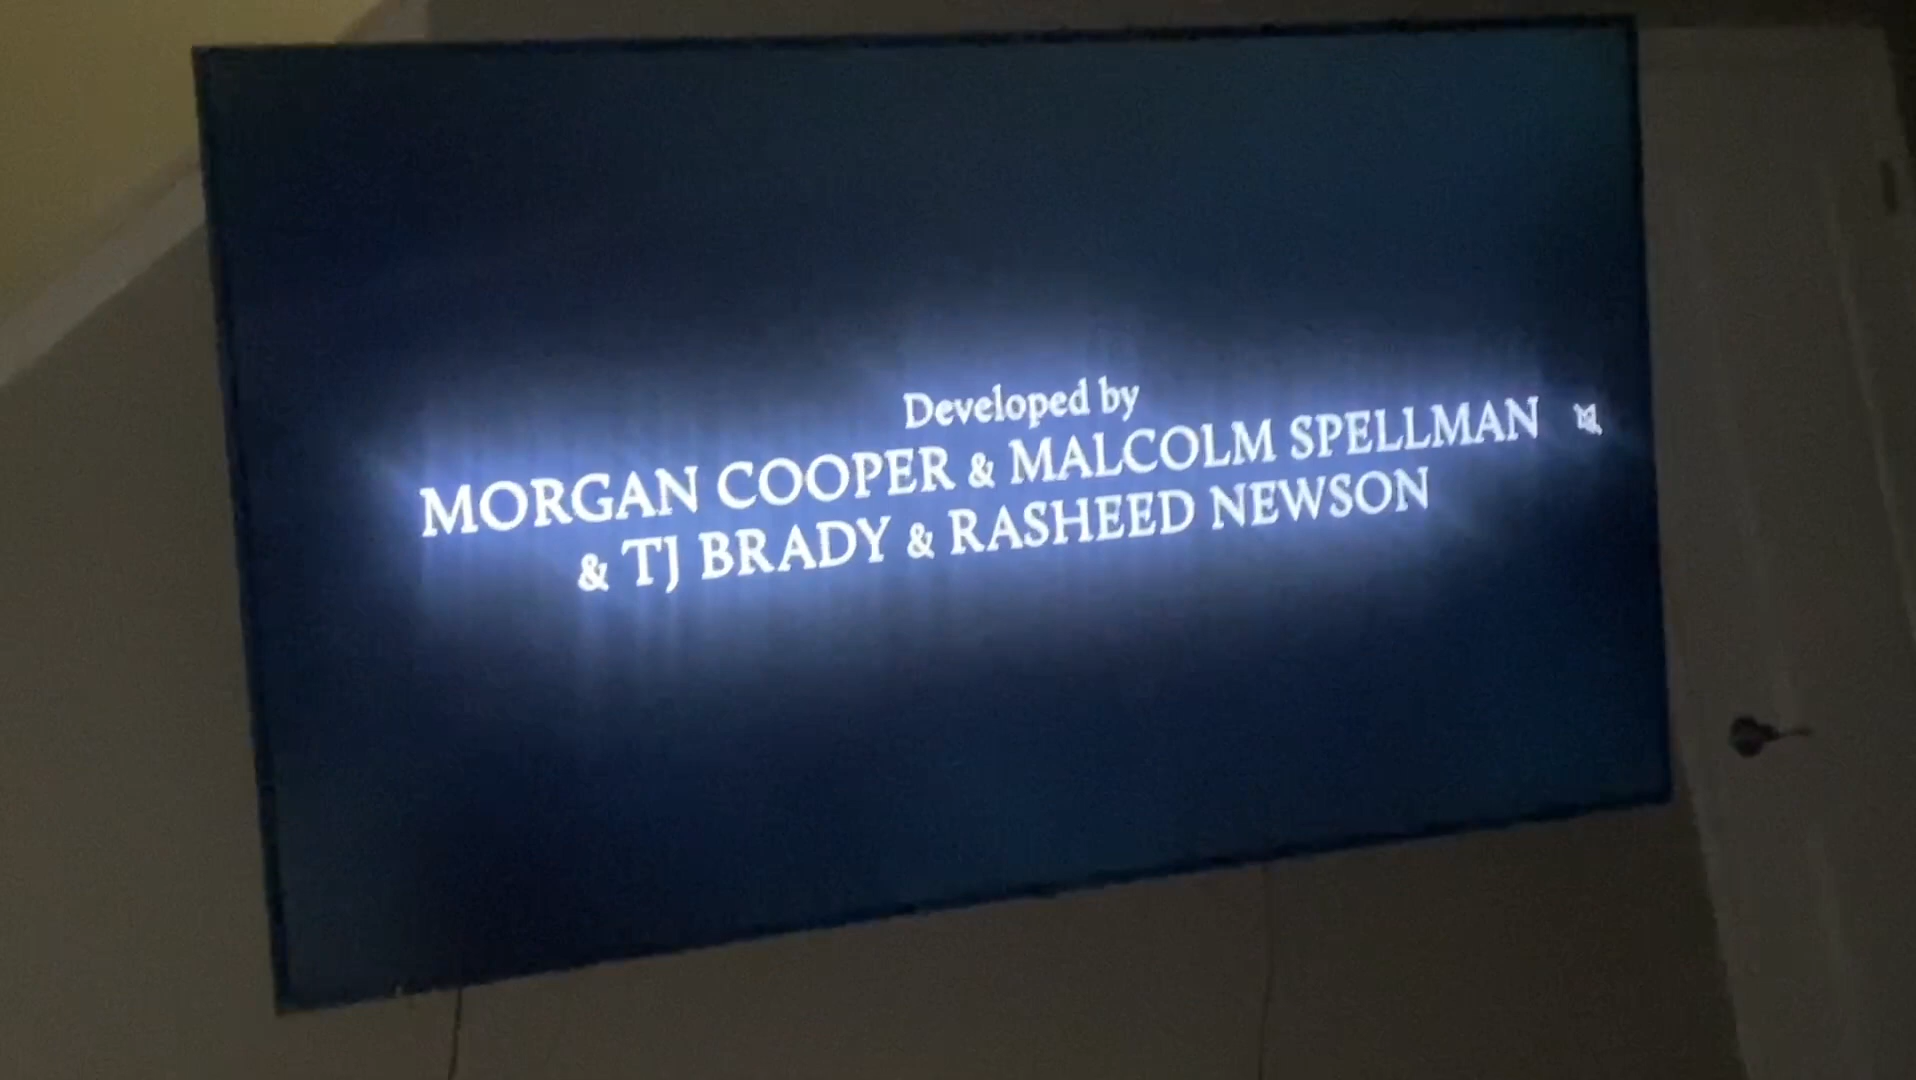 Developed by
MORGAN COOPER & MALCOLM SPELLMAN
& TJ BRADY & RASHEED NEWSON